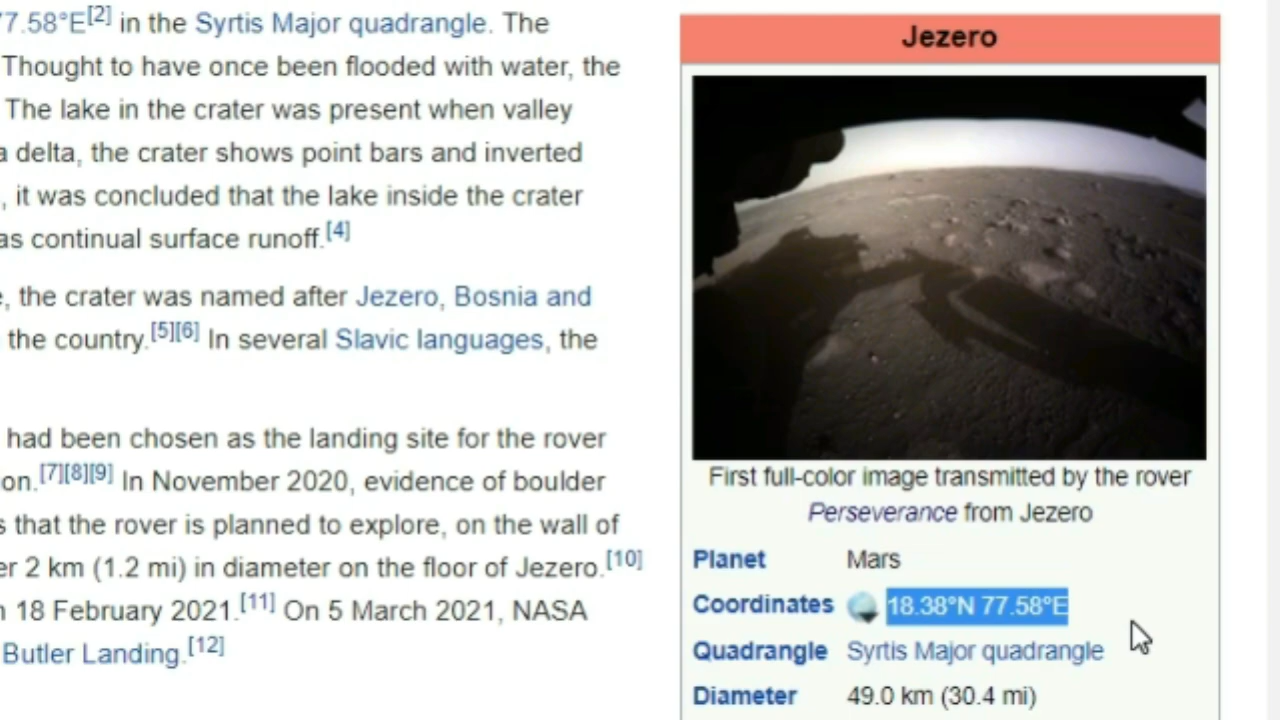 77.58°E[2] in the Syrtis Major quadrangle. The
Thought to have once been flooded with water, the
The lake in the crater was present when valley
a delta, the crater shows point bars and inverted
, it was concluded that the lake inside the crater
as continual surface runoff.[4]
, the crater was named after Jezero, Bosnia and
the country.[5][6] In several Slavic languages, the
had been chosen as the landing site for the rover
on.[7][8][9] In November 2020, evidence of boulder
s that the rover is planned to explore, on the wall of
er 2 km (1.2 mi) in diameter on the floor of Jezero.[10]
18 February 2021.[11] On 5 March 2021, NASA
Butler Landing.[12]
Jezero
First full-color image transmitted by the rover
Perseverance from Jezero
Planet Mars
Coordinates 18.38°N 77.58°E
Quadrangle Syrtis Major quadrangle
Diameter 49.0 km (30.4 mi)